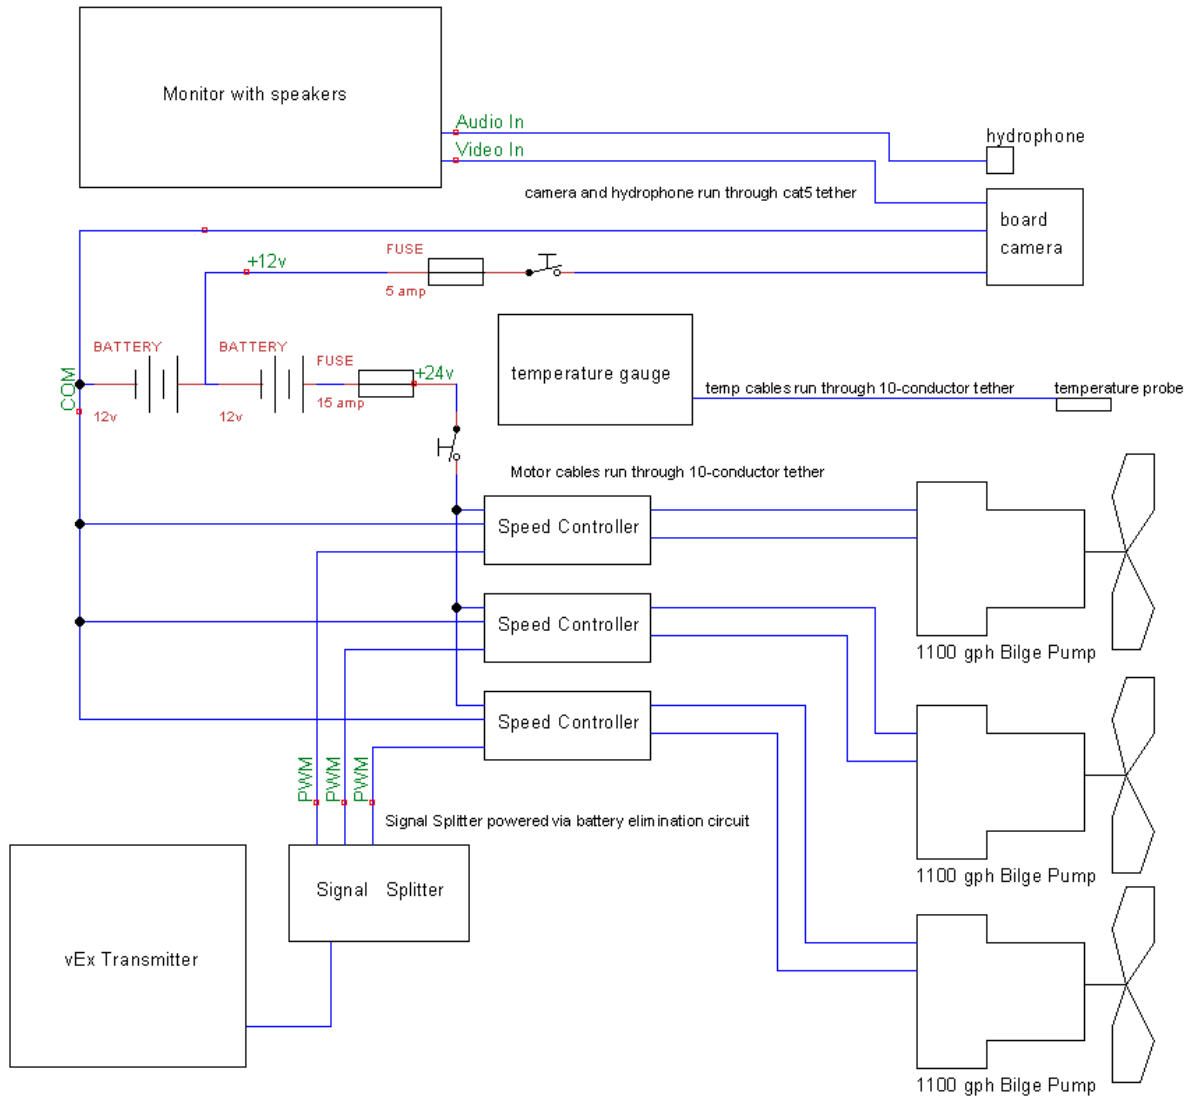 Monitor with speakers
Audio In
Video In
hydrophone
camera and hydrophone run through cat5 tether
board
camera
+12v
FUSE
5 amp
BATTERY
12v
BATTERY
12v
FUSE
15 amp
+24v
COM
temperature gauge
temp cables run through 10-conductor tether
temperature probe
Motor cables run through 10-conductor tether
Speed Controller
1100 gph Bilge Pump
Speed Controller
Speed Controller
1100 gph Bilge Pump
PWM
PWM
PWM
Signal Splitter powered via battery elimination circuit
Signal Splitter
vEx Transmitter
1100 gph Bilge Pump